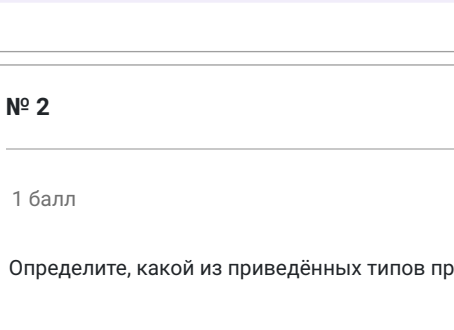 № 2
1 балл
Определите, какой из приведённых типов пр